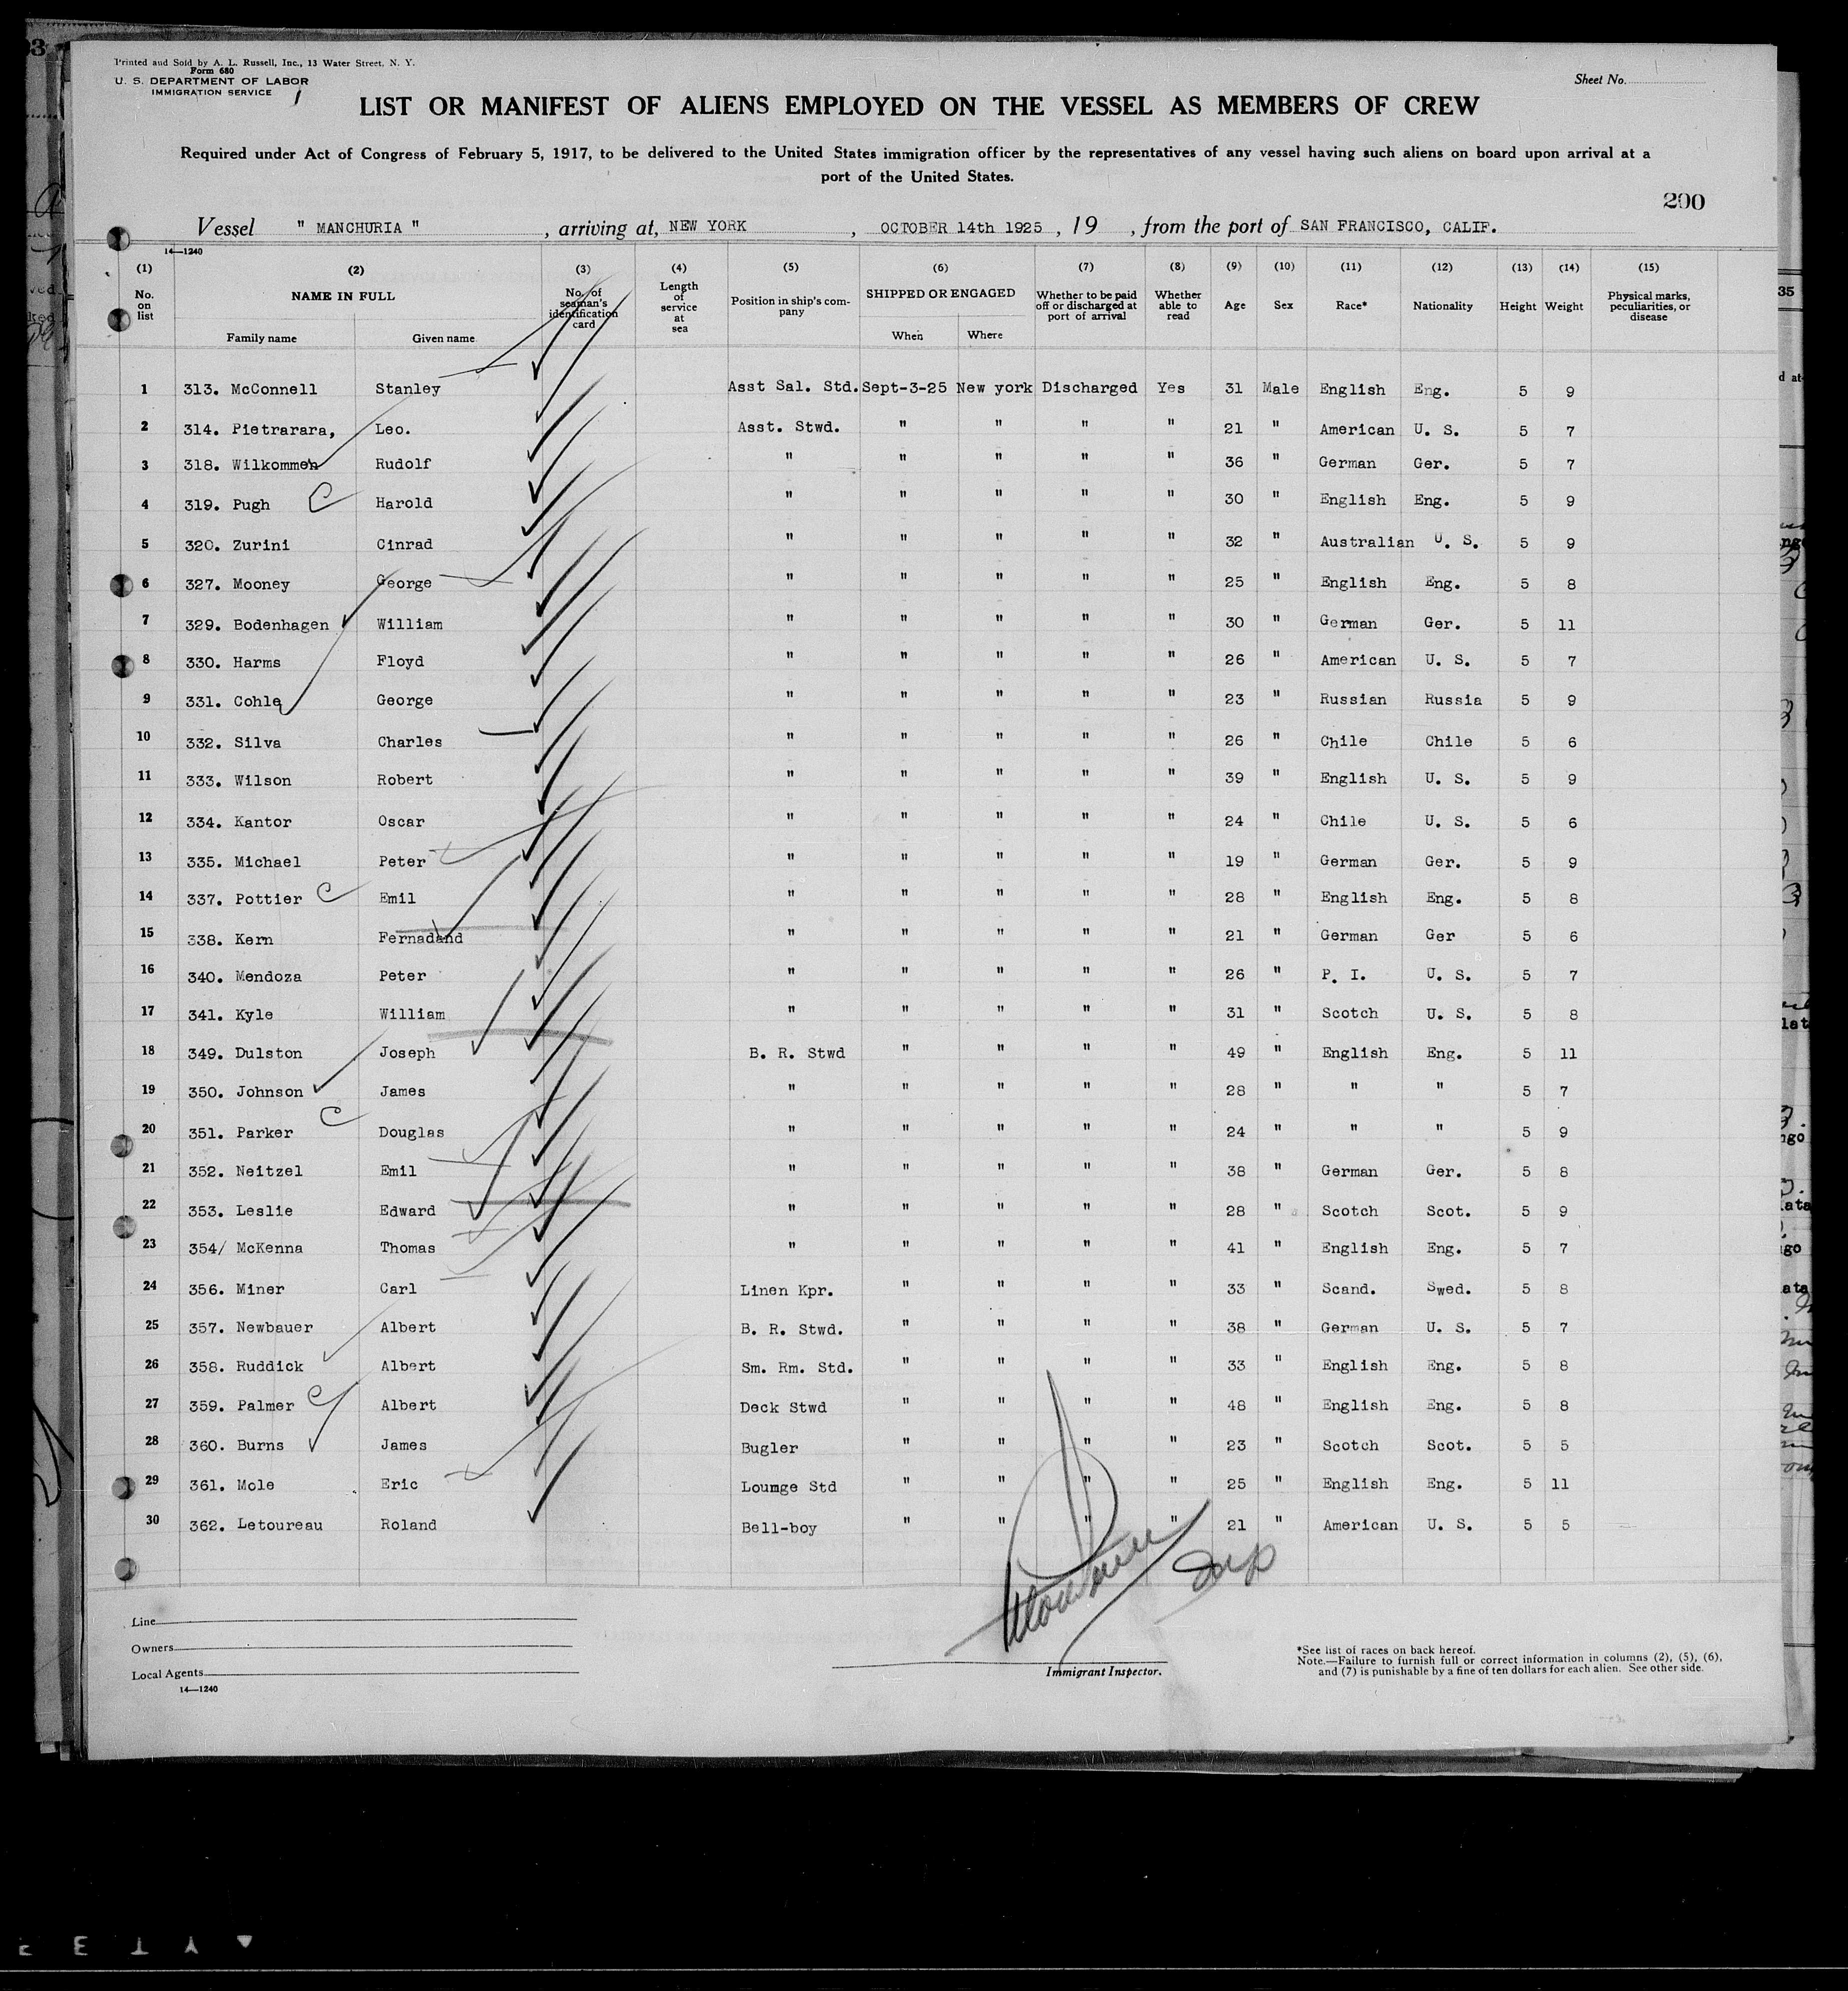 Printed and Sold by A. L. Russell, Inc., 13 Water Street, N. Y.
Form 680
U. S. DEPARTMENT OF LABOR
IMMIGRATION SERVICE
Sheet No.
LIST OR MANIFEST OF ALIENS EMPLOYED ON THE VESSEL AS MEMBERS OF CREW
Required under Act of Congress of February 5, 1917, to be delivered to the United States immigration officer by the representatives of any vessel having such aliens on board upon arrival at a
port of the United States.
200
Vessel " MANCHURIA " , arriving at, NEW YORK , OCTOBER 14th 1925 , 19 , from the port of SAN FRANCISCO, CALIF.
14—1240
(1) (2) (3) (4) (5) (6) (7) (8) (9) (10) (11) (12) (13) (14) (15)
No. on list NAME IN FULL Family name Given name No. of seaman's identification card Length of service at sea Position in ship's company SHIPPED OR ENGAGED When Where Whether to be paid off or discharged at port of arrival Whether able to read Age Sex Race* Nationality Height Weight Physical marks, peculiarities, or disease
1 313. McConnell Stanley Asst Sal. Std. Sept-3-25 New york Discharged Yes 31 Male English Eng. 5 9
2 314. Pietrarara, Leo. Asst. Stwd. " " " " 21 " American U. S. 5 7
3 318. Wilkommen Rudolf " " " " " 36 " German Ger. 5 7
4 319. Pugh C Harold " " " " " 30 " English Eng. 5 9
5 320. Zurini Cinrad " " " " " 32 " Australian U. S. 5 9
6 327. Mooney George " " " " " 25 " English Eng. 5 8
7 329. Bodenhagen William " " " " " 30 " German Ger. 5 11
8 330. Harms Floyd " " " " " 26 " American U. S. 5 7
9 331. Cohle George " " " " " 23 " Russian Russia 5 9
10 332. Silva Charles " " " " " 26 " Chile Chile 5 6
11 333. Wilson Robert " " " " " 39 " English U. S. 5 9
12 334. Kantor Oscar " " " " " 24 " Chile U. S. 5 6
13 335. Michael Peter " " " " " 19 " German Ger. 5 9
14 337. Pottier C Emil " " " " " 28 " English Eng. 5 8
15 338. Kern Fernadand " " " " " 21 " German Ger 5 6
16 340. Mendoza Peter " " " " " 26 " P. I. U. S. 5 7
17 341. Kyle William " " " " " 31 " Scotch U. S. 5 8
18 349. Dulston Joseph B. R. Stwd " " " " 49 " English Eng. 5 11
19 350. Johnson James " " " " " 28 " " " 5 7
20 351. Parker C Douglas " " " " " 24 " " " 5 9
21 352. Neitzel Emil " " " " " 38 " German Ger. 5 8
22 353. Leslie Edward " " " " " 28 " Scotch Scot. 5 9
23 354/ McKenna Thomas " " " " " 41 " English Eng. 5 7
24 356. Miner Carl Linen Kpr. " " " " 33 " Scand. Swed. 5 8
25 357. Newbauer Albert B. R. Stwd. " " " " 38 " German U. S. 5 7
26 358. Ruddick Albert Sm. Rm. Std. " " " " 33 " English Eng. 5 8
27 359. Palmer C Albert Deck Stwd " " " " 48 " English Eng. 5 8
28 360. Burns James Bugler " " " " 23 " Scotch Scot. 5 5
29 361. Mole Eric Loumge Std " " " " 25 " English Eng. 5 11
30 362. Letoureau Roland Bell-boy " " " " 21 " American U. S. 5 5
Line
Owners
Local Agents
14—1240
Immigrant Inspector.
*See list of races on back hereof.
Note.—Failure to furnish full or correct information in columns (2), (5), (6),
and (7) is punishable by a fine of ten dollars for each alien. See other side.